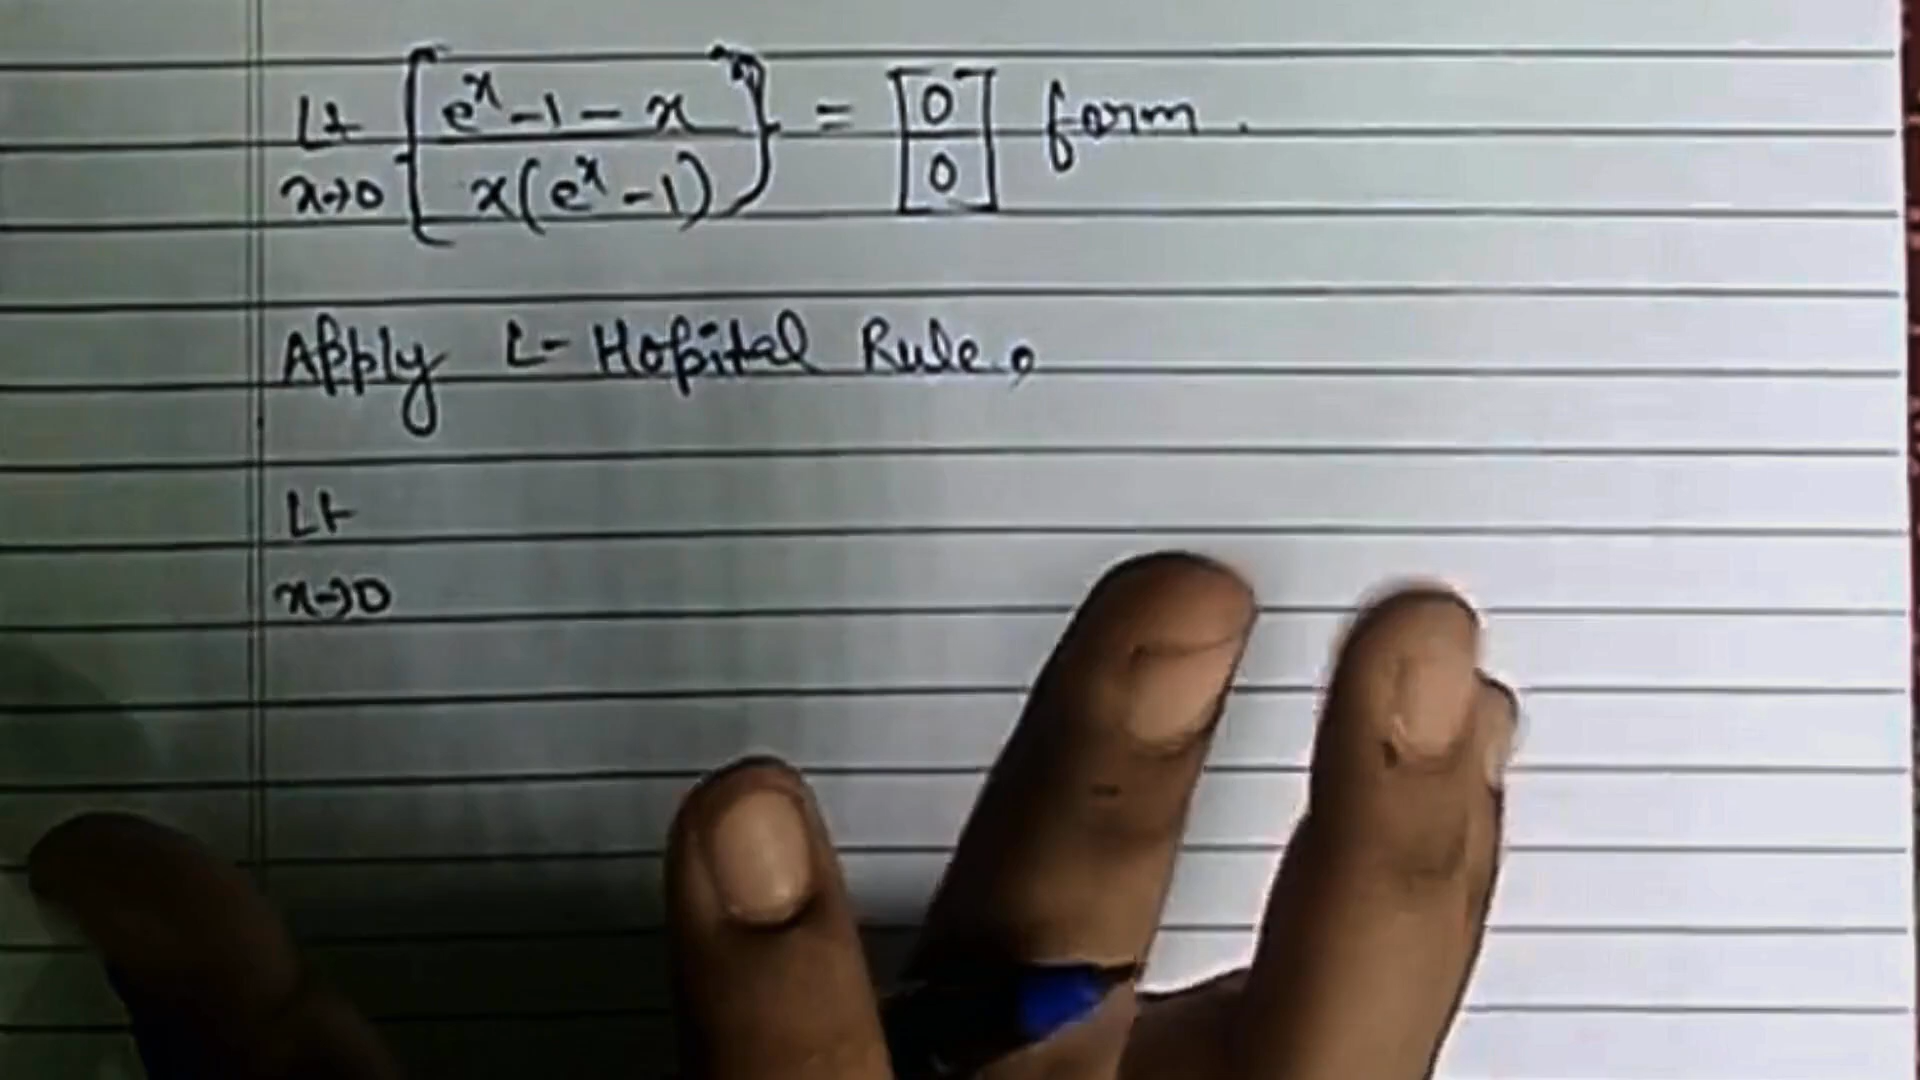 Lt x→0 { (e^x - 1 - x) / (x(e^x - 1)) } = [0/0] form.
Apply L-Hopital Rule,
Lt
x→0